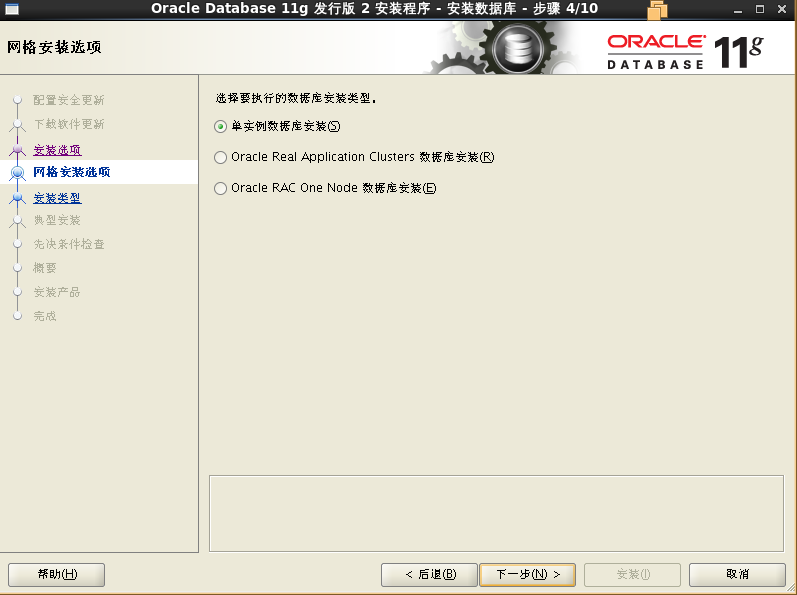 Oracle Database 11g 发行版 2 安装程序 - 安装数据库 - 步骤 4/10
网格安装选项
ORACLE
DATABASE
11g
配置安全更新
下载软件更新
安装选项
网格安装选项
安装类型
典型安装
先决条件检查
概要
安装产品
完成
选择要执行的数据库安装类型。
单实例数据库安装(S)
Oracle Real Application Clusters 数据库安装(R)
Oracle RAC One Node 数据库安装(E)
帮助(H)
< 后退(B)
下一步(N) >
安装(I)
取消